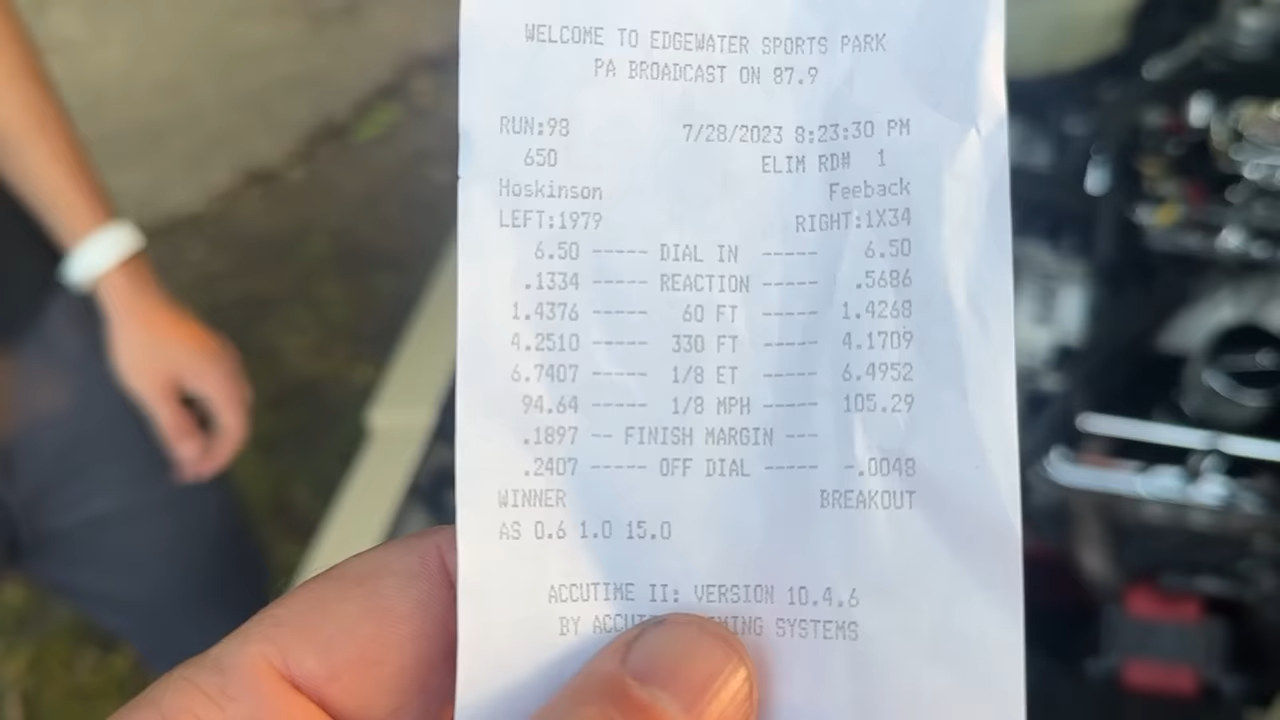 WELCOME TO EDGEWATER SPORTS PARK
PA BROADCAST ON 87.9
RUN:98 7/28/2023 8:23:30 PM
650 ELIM RD# 1
Hoskinson Feeback
LEFT:1979 RIGHT:1X34
6.50 ----- DIAL IN ----- 6.50
.1334 ----- REACTION ----- .5686
1.4376 ----- 60 FT ----- 1.4268
4.2510 ----- 330 FT ----- 4.1709
6.7407 ----- 1/8 ET ----- 6.4952
94.64 ----- 1/8 MPH ----- 105.29
.1897 -- FINISH MARGIN ---
.2407 ----- OFF DIAL ----- -.0048
WINNER BREAKOUT
AS 0.6 1.0 15.0
ACCUTIME II: VERSION 10.4.6
BY SYSTEMS